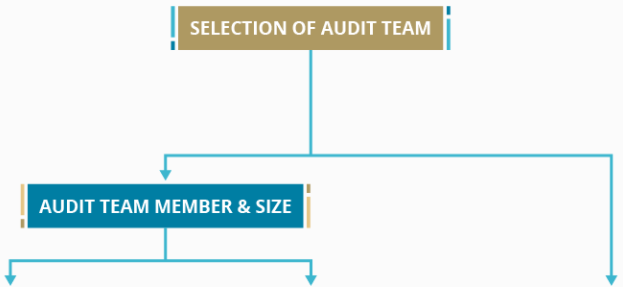 SELECTION OF AUDIT TEAM
AUDIT TEAM MEMBER & SIZE